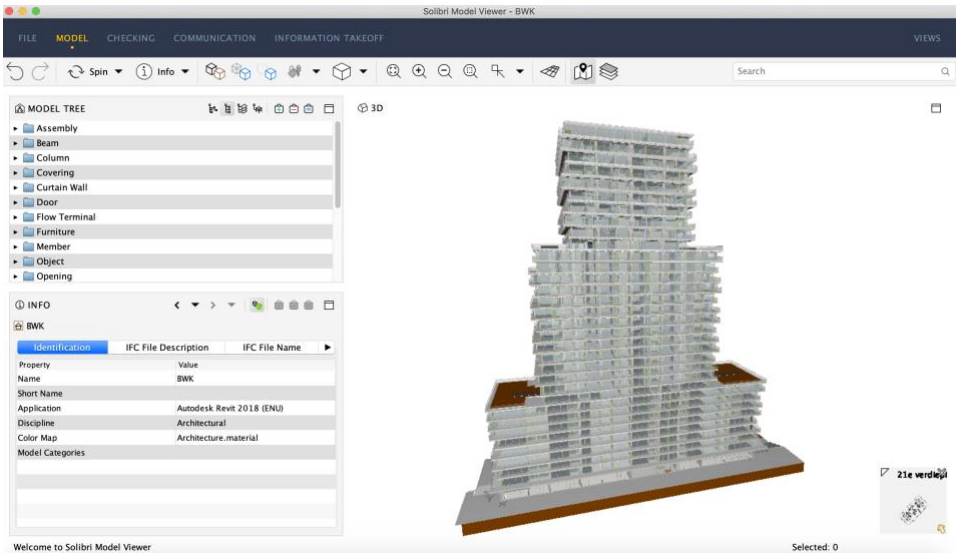 Solibri Model Viewer - BWK
FILE MODEL CHECKING COMMUNICATION INFORMATION TAKEOFF VIEWS
Spin Info Search
MODEL TREE
Assembly
Beam
Column
Covering
Curtain Wall
Door
Flow Terminal
Furniture
Member
Object
Opening
3D
INFO
BWK
Identification IFC File Description IFC File Name
Property Value
Name BWK
Short Name
Application Autodesk Revit 2018 (ENU)
Discipline Architectural
Color Map Architecture.material
Model Categories
21e
Welcome to Solibri Model Viewer Selected: 0